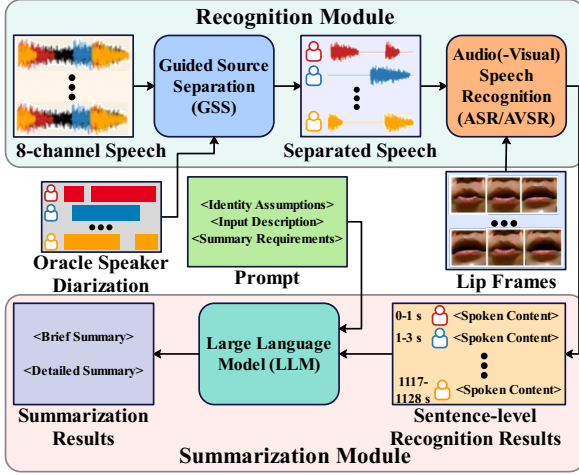 Recognition Module
Guided Source
Separation
(GSS)
Audio(-Visual)
Speech
Recognition
(ASR/AVSR)
8-channel Speech
Separated Speech
<Identity Assumptions>
<Input Description>
<Summary Requirements>
Oracle Speaker
Diarization
Prompt
Lip Frames
<Brief Summary>
<Detailed Summary>
Large Language
Model (LLM)
0-1 s <Spoken Content>
1-3 s <Spoken Content>
1117-
1128 s <Spoken Content>
Summarization
Results
Sentence-level
Recognition Results
Summarization Module